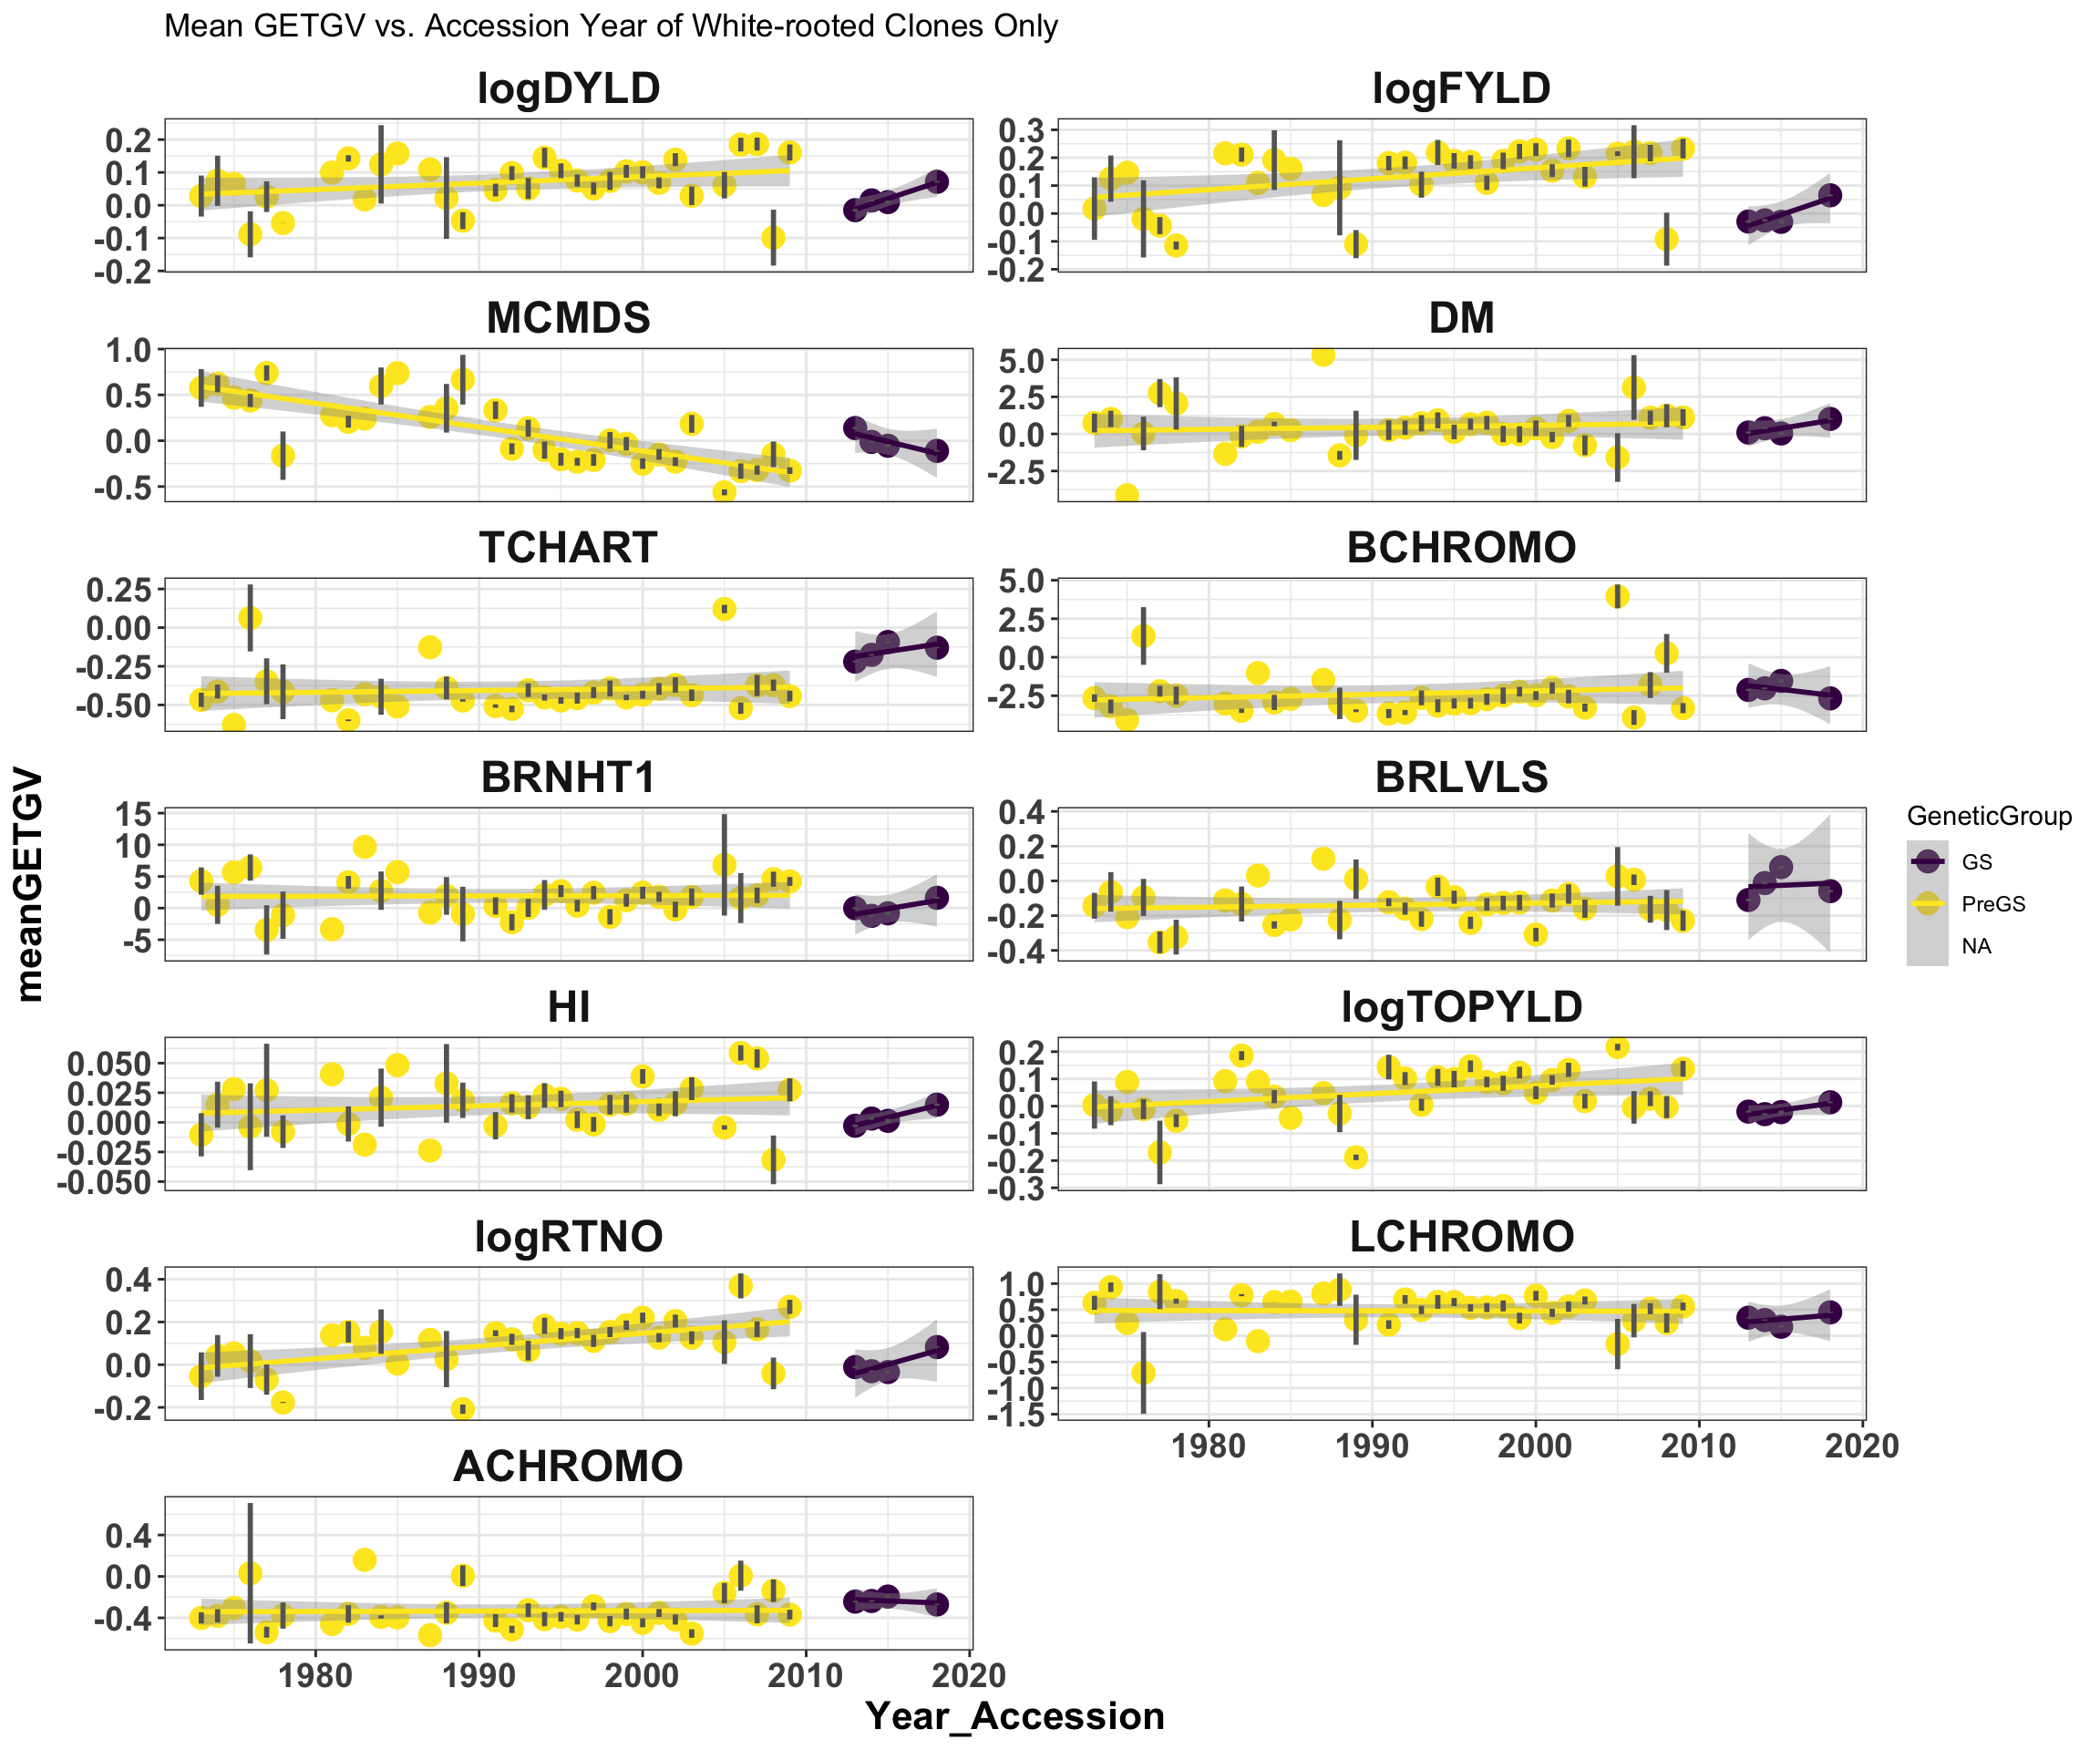 Mean GETGV vs. Accession Year of White-rooted Clones Only
logDYLD
0.2
0.1
0.0
-0.1
-0.2
logFYLD
0.3
0.2
0.1
0.0
-0.1
-0.2
MCMDS
1.0
0.5
0.0
-0.5
DM
5.0
2.5
0.0
-2.5
TCHART
0.25
0.00
-0.25
-0.50
BCHROMO
5.0
2.5
0.0
-2.5
BRNHT1
15
10
5
0
-5
BRLVLS
0.4
0.2
0.0
-0.2
-0.4
HI
0.050
0.025
0.000
-0.025
-0.050
logTOPYLD
0.2
0.1
0.0
-0.1
-0.2
-0.3
logRTNO
0.4
0.2
0.0
-0.2
LCHROMO
1.0
0.5
0.0
-0.5
-1.0
-1.5
1980 1990 2000 2010 2020
ACHROMO
0.4
0.0
-0.4
1980 1990 2000 2010 2020
Year_Accession
meanGETGV
GeneticGroup
GS
PreGS
NA